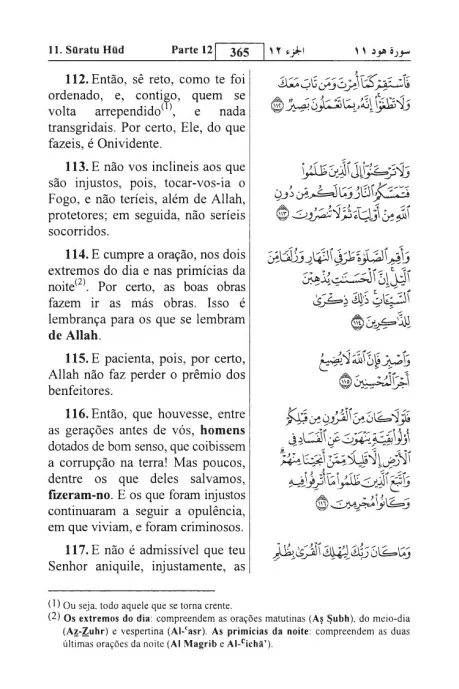 11. Sūratu Hūd Parte 12 365 الجزء ١٢ سورة هود ١١
112. Então, sê reto, como te foi
ordenado, e, contigo, quem se
volta arrependido(1), e nada
transgridais. Por certo, Ele, do que
fazeis, é Onividente.
113. E não vos inclineis aos que
são injustos, pois, tocar-vos-ia o
Fogo, e não teríeis, além de Allah,
protetores; em seguida, não seríeis
socorridos.
114. E cumpre a oração, nos dois
extremos do dia e nas primícias da
noite(2). Por certo, as boas obras
fazem ir as más obras. Isso é
lembrança para os que se lembram
de Allah.
115. E pacienta, pois, por certo,
Allah não faz perder o prêmio dos
benfeitores.
116. Então, que houvesse, entre
as gerações antes de vós, homens
dotados de bom senso, que coibissem
a corrupção na terra! Mas poucos,
dentre os que deles salvamos,
fizeram-no. E os que foram injustos
continuaram a seguir a opulência,
em que viviam, e foram criminosos.
117. E não é admissível que teu
Senhor aniquile, injustamente, as
فَٱسۡتَقِمۡ كَمَآ أُمِرۡتَ وَمَن تَابَ مَعَكَ
وَلَا تَطۡغَوۡاْۚ إِنَّهُۥ بِمَا تَعۡمَلُونَ بَصِيرٞ ١١٢
وَلَا تَرۡكَنُوٓاْ إِلَى ٱلَّذِينَ ظَلَمُواْ
فَتَمَسَّكُمُ ٱلنَّارُ وَمَا لَكُم مِّن دُونِ
ٱللَّهِ مِنۡ أَوۡلِيَآءَ ثُمَّ لَا تُنصَرُونَ ١١٣
وَأَقِمِ ٱلصَّلَوٰةَ طَرَفَيِ ٱلنَّهَارِ وَزُلَفٗا مِّنَ
ٱلَّيۡلِۚ إِنَّ ٱلۡحَسَنَٰتِ يُذۡهِبۡنَ
ٱلسَّيِّـَٔاتِۚ ذَٰلِكَ ذِكۡرَىٰ
لِلذَّٰكِرِينَ ١١٤
وَٱصۡبِرۡ فَإِنَّ ٱللَّهَ لَا يُضِيعُ
أَجۡرَ ٱلۡمُحۡسِنِينَ ١١٥
فَلَوۡلَا كَانَ مِنَ ٱلۡقُرُونِ مِن قَبۡلِكُمۡ
أُوْلُواْ بَقِيَّةٖ يَنۡهَوۡنَ عَنِ ٱلۡفَسَادِ فِي
ٱلۡأَرۡضِ إِلَّا قَلِيلٗا مِّمَّنۡ أَنجَيۡنَا مِنۡهُمۡۗ
وَٱتَّبَعَ ٱلَّذِينَ ظَلَمُواْ مَآ أُتۡرِفُواْ فِيهِ
وَكَانُواْ مُجۡرِمِينَ ١١٦
وَمَا كَانَ رَبُّكَ لِيُهۡلِكَ ٱلۡقُرَىٰ بِظُلۡمٖ
(1) Ou seja, todo aquele que se torna crente.
(2) Os extremos do dia: compreendem as orações matutinas (Aṣ Ṣubḥ), do meio-dia
(Aẓ-Ẓuhr) e vespertina (Al-ᶜasr). As primícias da noite: compreendem as duas
últimas orações da noite (Al Magrib e Al-ᶜichā').